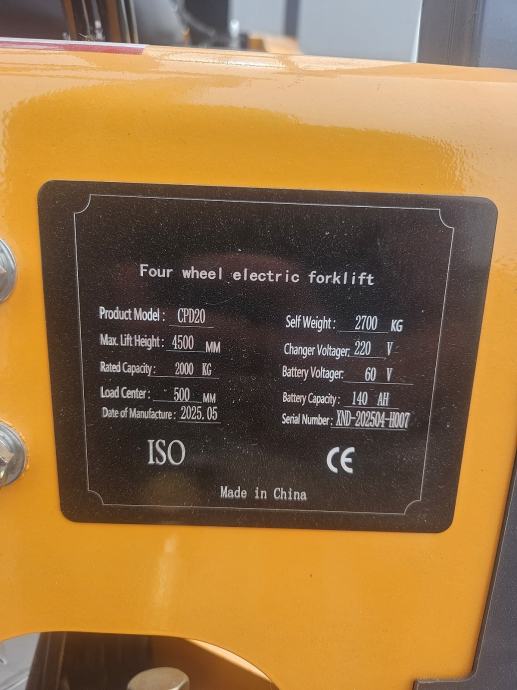 Four wheel electric forklift
Product Model: CPD20
Max. Lift Height: 4500 MM
Rated Capacity: 2000 KG
Load Center: 500 MM
Date of Manufacture: 2025.05
Self Weight: 2700 KG
Changer Voltager: 220 V
Battery Voltager: 60 V
Battery Capacity: 140 AH
Serial Number: XND-202504-H007
ISO
CE
Made in China